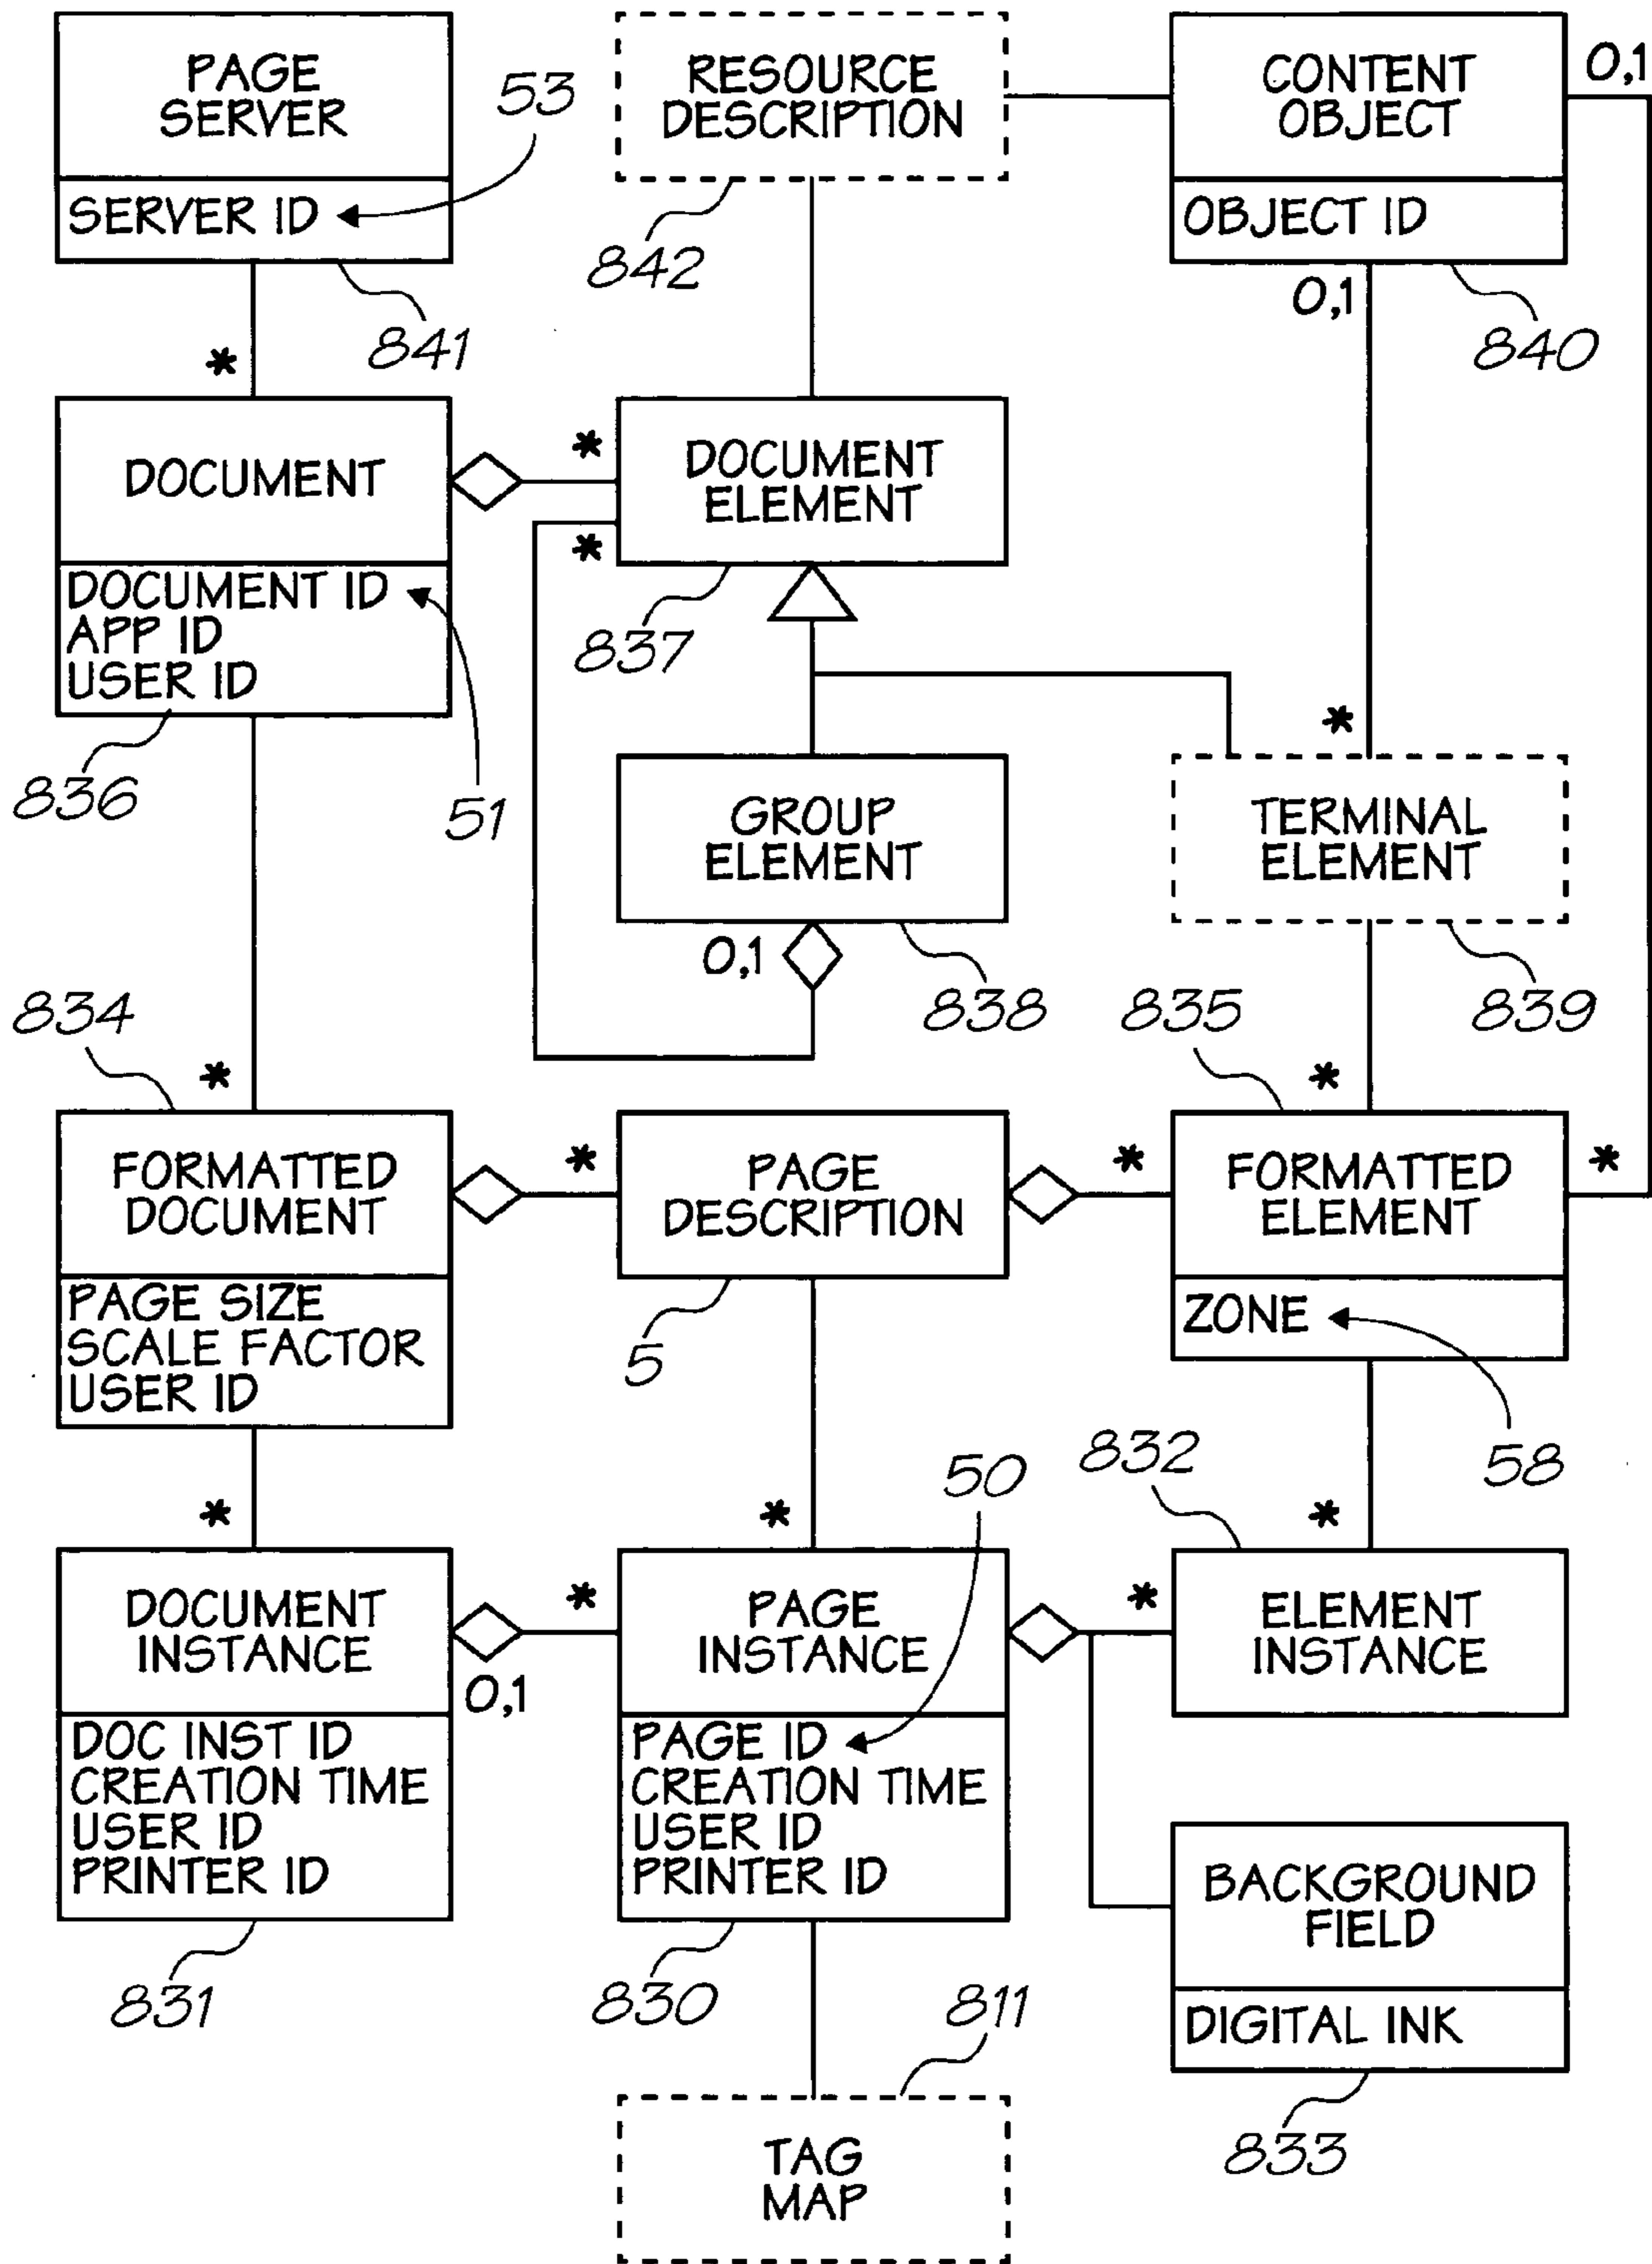 PAGE
SERVER
SERVER ID
53
841
RESOURCE
DESCRIPTION
842
CONTENT
OBJECT
OBJECT ID
0,1
0,1
840
*
DOCUMENT
DOCUMENT ID
APP ID
USER ID
836
51
*
*
DOCUMENT
ELEMENT
837
GROUP
ELEMENT
0,1
838
*
TERMINAL
ELEMENT
839
834
*
FORMATTED
DOCUMENT
PAGE SIZE
SCALE FACTOR
USER ID
*
PAGE
DESCRIPTION
5
835
*
*
FORMATTED
ELEMENT
*
ZONE
58
*
DOCUMENT
INSTANCE
0,1
DOC INST ID
CREATION TIME
USER ID
PRINTER ID
831
*
*
50
PAGE
INSTANCE
PAGE ID
CREATION TIME
USER ID
PRINTER ID
830
832
*
*
ELEMENT
INSTANCE
BACKGROUND
FIELD
DIGITAL INK
833
811
TAG
MAP